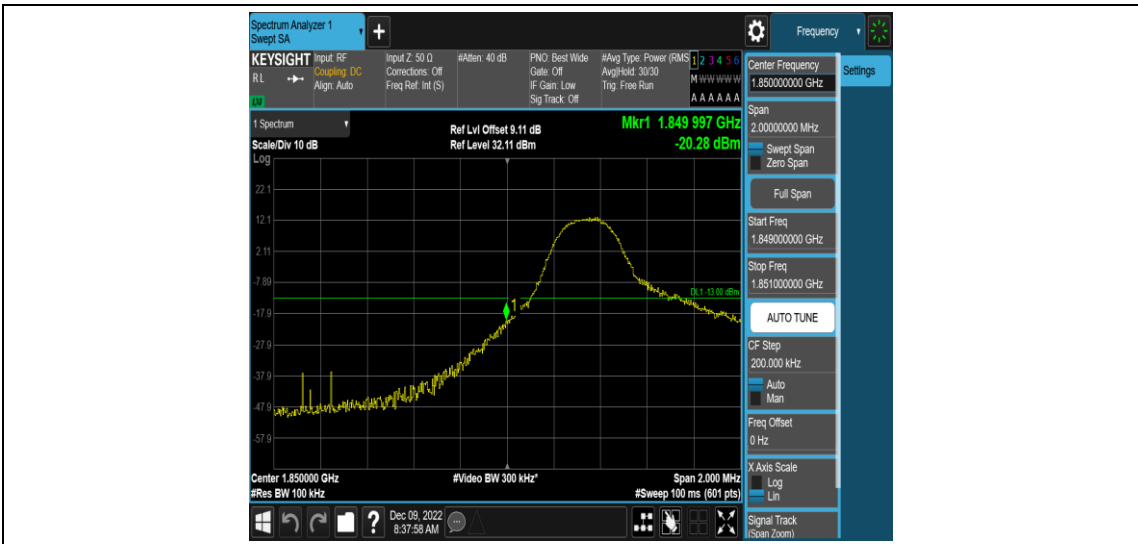 Spectrum Analyzer 1
Swept SA
+
Frequency
KEYSIGHT
RL
LXI
Input: RF
Coupling: DC
Align: Auto
Input Z: 50 Ω
Corrections: Off
Freq Ref: Int (S)
#Atten: 40 dB
PNO: Best Wide
Gate: Off
IF Gain: Low
Sig Track: Off
#Avg Type: Power (RMS
Avg|Hold: 30/30
Trig: Free Run
1 2 3 4 5 6
M W W W W W
A A A A A A
Center Frequency
1.850000000 GHz
Settings
Span
2.00000000 MHz
Swept Span
Zero Span
Full Span
Start Freq
1.849000000 GHz
Stop Freq
1.851000000 GHz
AUTO TUNE
CF Step
200.000 kHz
Auto
Man
Freq Offset
0 Hz
X Axis Scale
Log
Lin
Signal Track
(Span Zoom)
1 Spectrum
Scale/Div 10 dB
Log
Ref Lvl Offset 9.11 dB
Ref Level 32.11 dBm
Mkr1 1.849 997 GHz
-20.28 dBm
22.1
12.1
2.11
-7.89
DL1 -13.00 dBm
1
-17.9
-27.9
-37.9
-47.9
-57.9
Center 1.850000 GHz
#Video BW 300 kHz*
Span 2.000 MHz
#Res BW 100 kHz
#Sweep 100 ms (601 pts)
?
Dec 09, 2022
8:37:58 AM